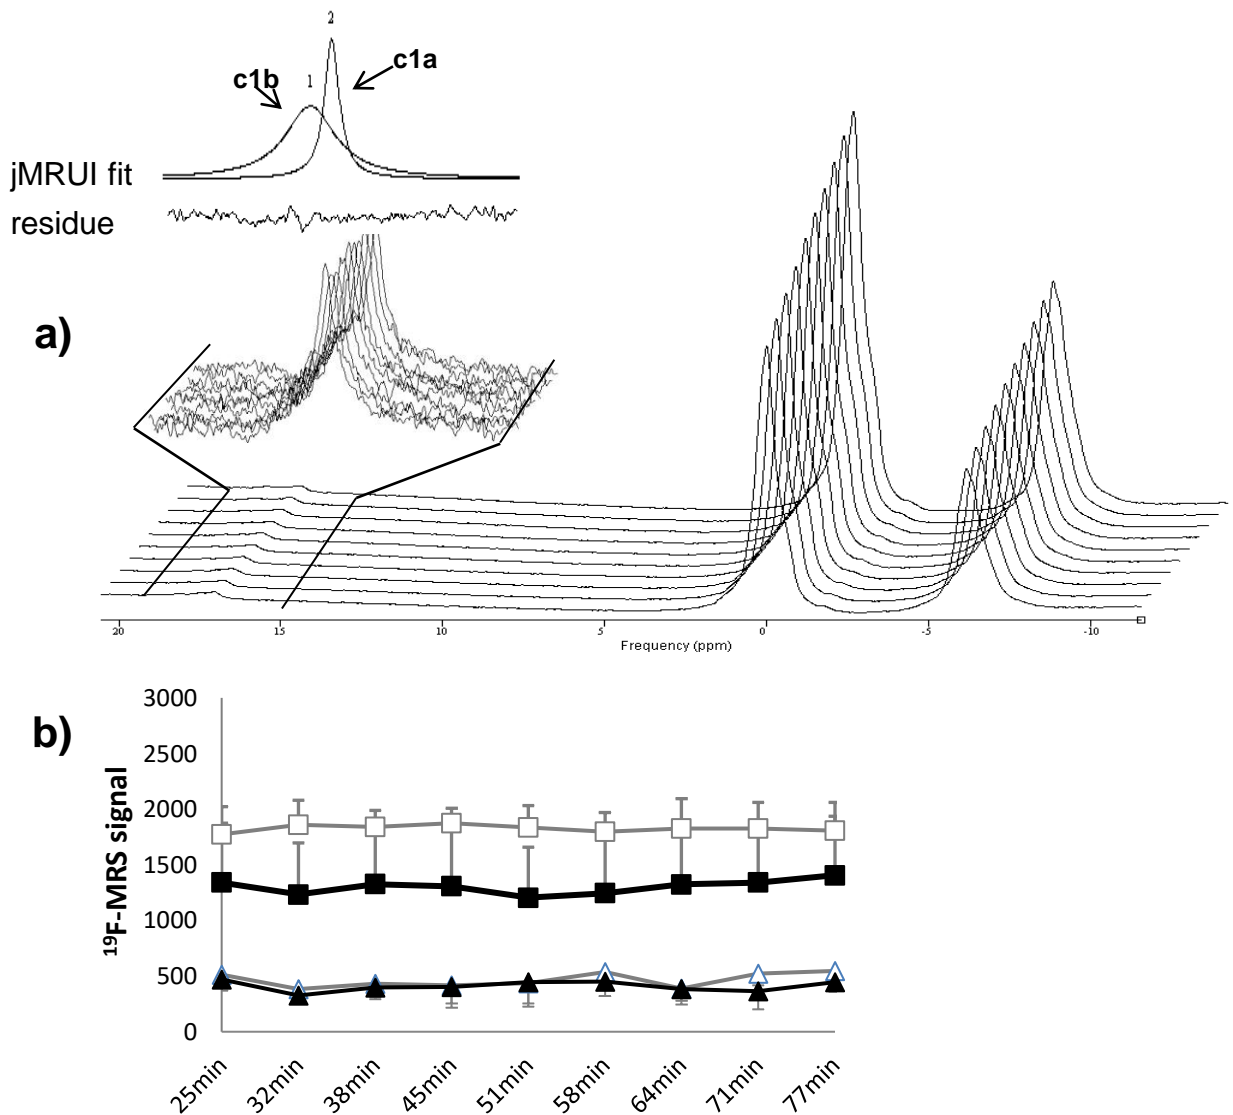 2
c1b
1
c1a
jMRUI fit
residue
a)
20 15 10 5 0 -5 -10
Frequency (ppm)
b)
¹⁹F-MRS signal
3000
2500
2000
1500
1000
500
0
25min 32min 38min 45min 51min 58min 64min 71min 77min